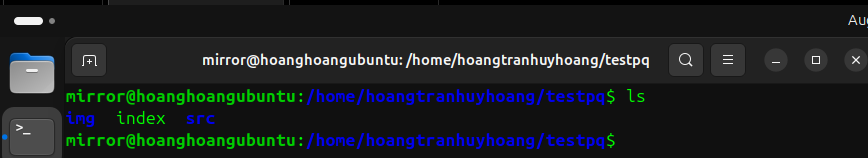 Aug
mirror@hoanghoangubuntu: /home/hoangtranhuyhoang/testpq
mirror@hoanghoangubuntu:/home/hoangtranhuyhoang/testpq$ ls
img index src
mirror@hoanghoangubuntu:/home/hoangtranhuyhoang/testpq$